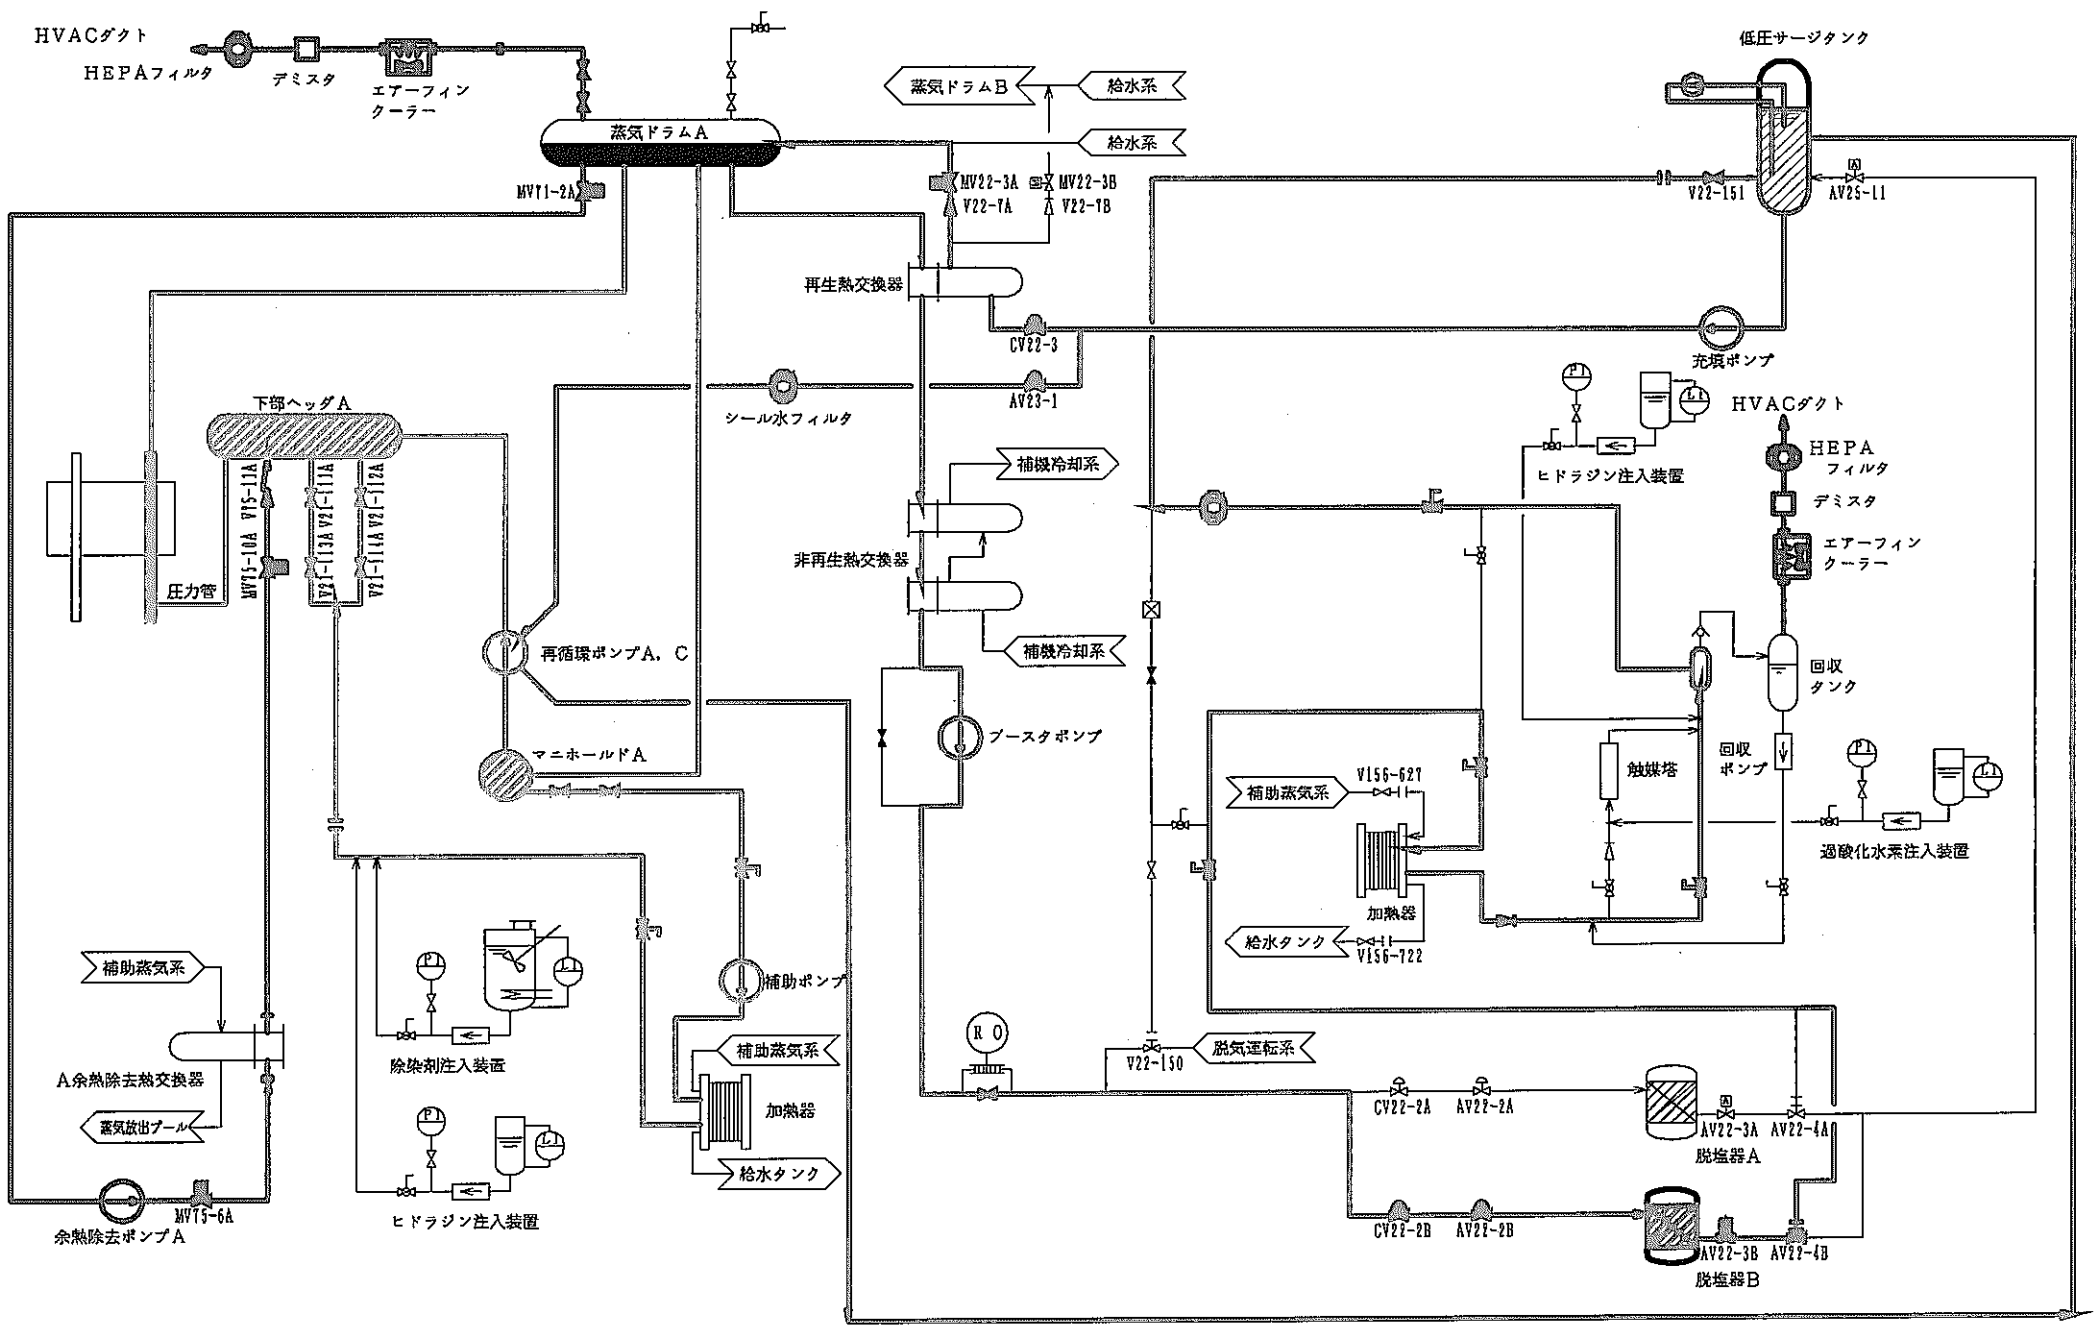 HVACダクト
HEPAフィルタ
デミスタ
エアーフィン
クーラー
蒸気ドラムA
MV71-2A
蒸気ドラムB
給水系
給水系
MV22-3A
V22-7A
MV22-3B
V22-7B
再生熱交換器
CV22-3
AV23-1
シール水フィルタ
低圧サージタンク
V22-151
AV25-11
充填ポンプ
下部ヘッダA
V75-11A
MV75-10A
V21-111A
V21-113A
V21-112A
V21-114A
圧力管
再循環ポンプA，C
マニホールドA
補機冷却系
非再生熱交換器
補機冷却系
ブースタポンプ
PI
LI
ヒドラジン注入装置
HVACダクト
HEPA
フィルタ
デミスタ
エアーフィン
クーラー
回収
タンク
回収
ポンプ
触媒塔
PI
LI
過酸化水素注入装置
V156-627
補助蒸気系
加熱器
給水タンク
V156-722
補助蒸気系
A余熱除去熱交換器
蒸気放出プール
MV75-6A
余熱除去ポンプA
PI
LI
除染剤注入装置
PI
LI
ヒドラジン注入装置
補助ポンプ
補助蒸気系
加熱器
給水タンク
RO
V22-150
脱気運転系
CV22-2A
AV22-2A
AV22-3A
AV22-4A
脱塩器A
CV22-2B
AV22-2B
AV22-3B
AV22-4B
脱塩器B